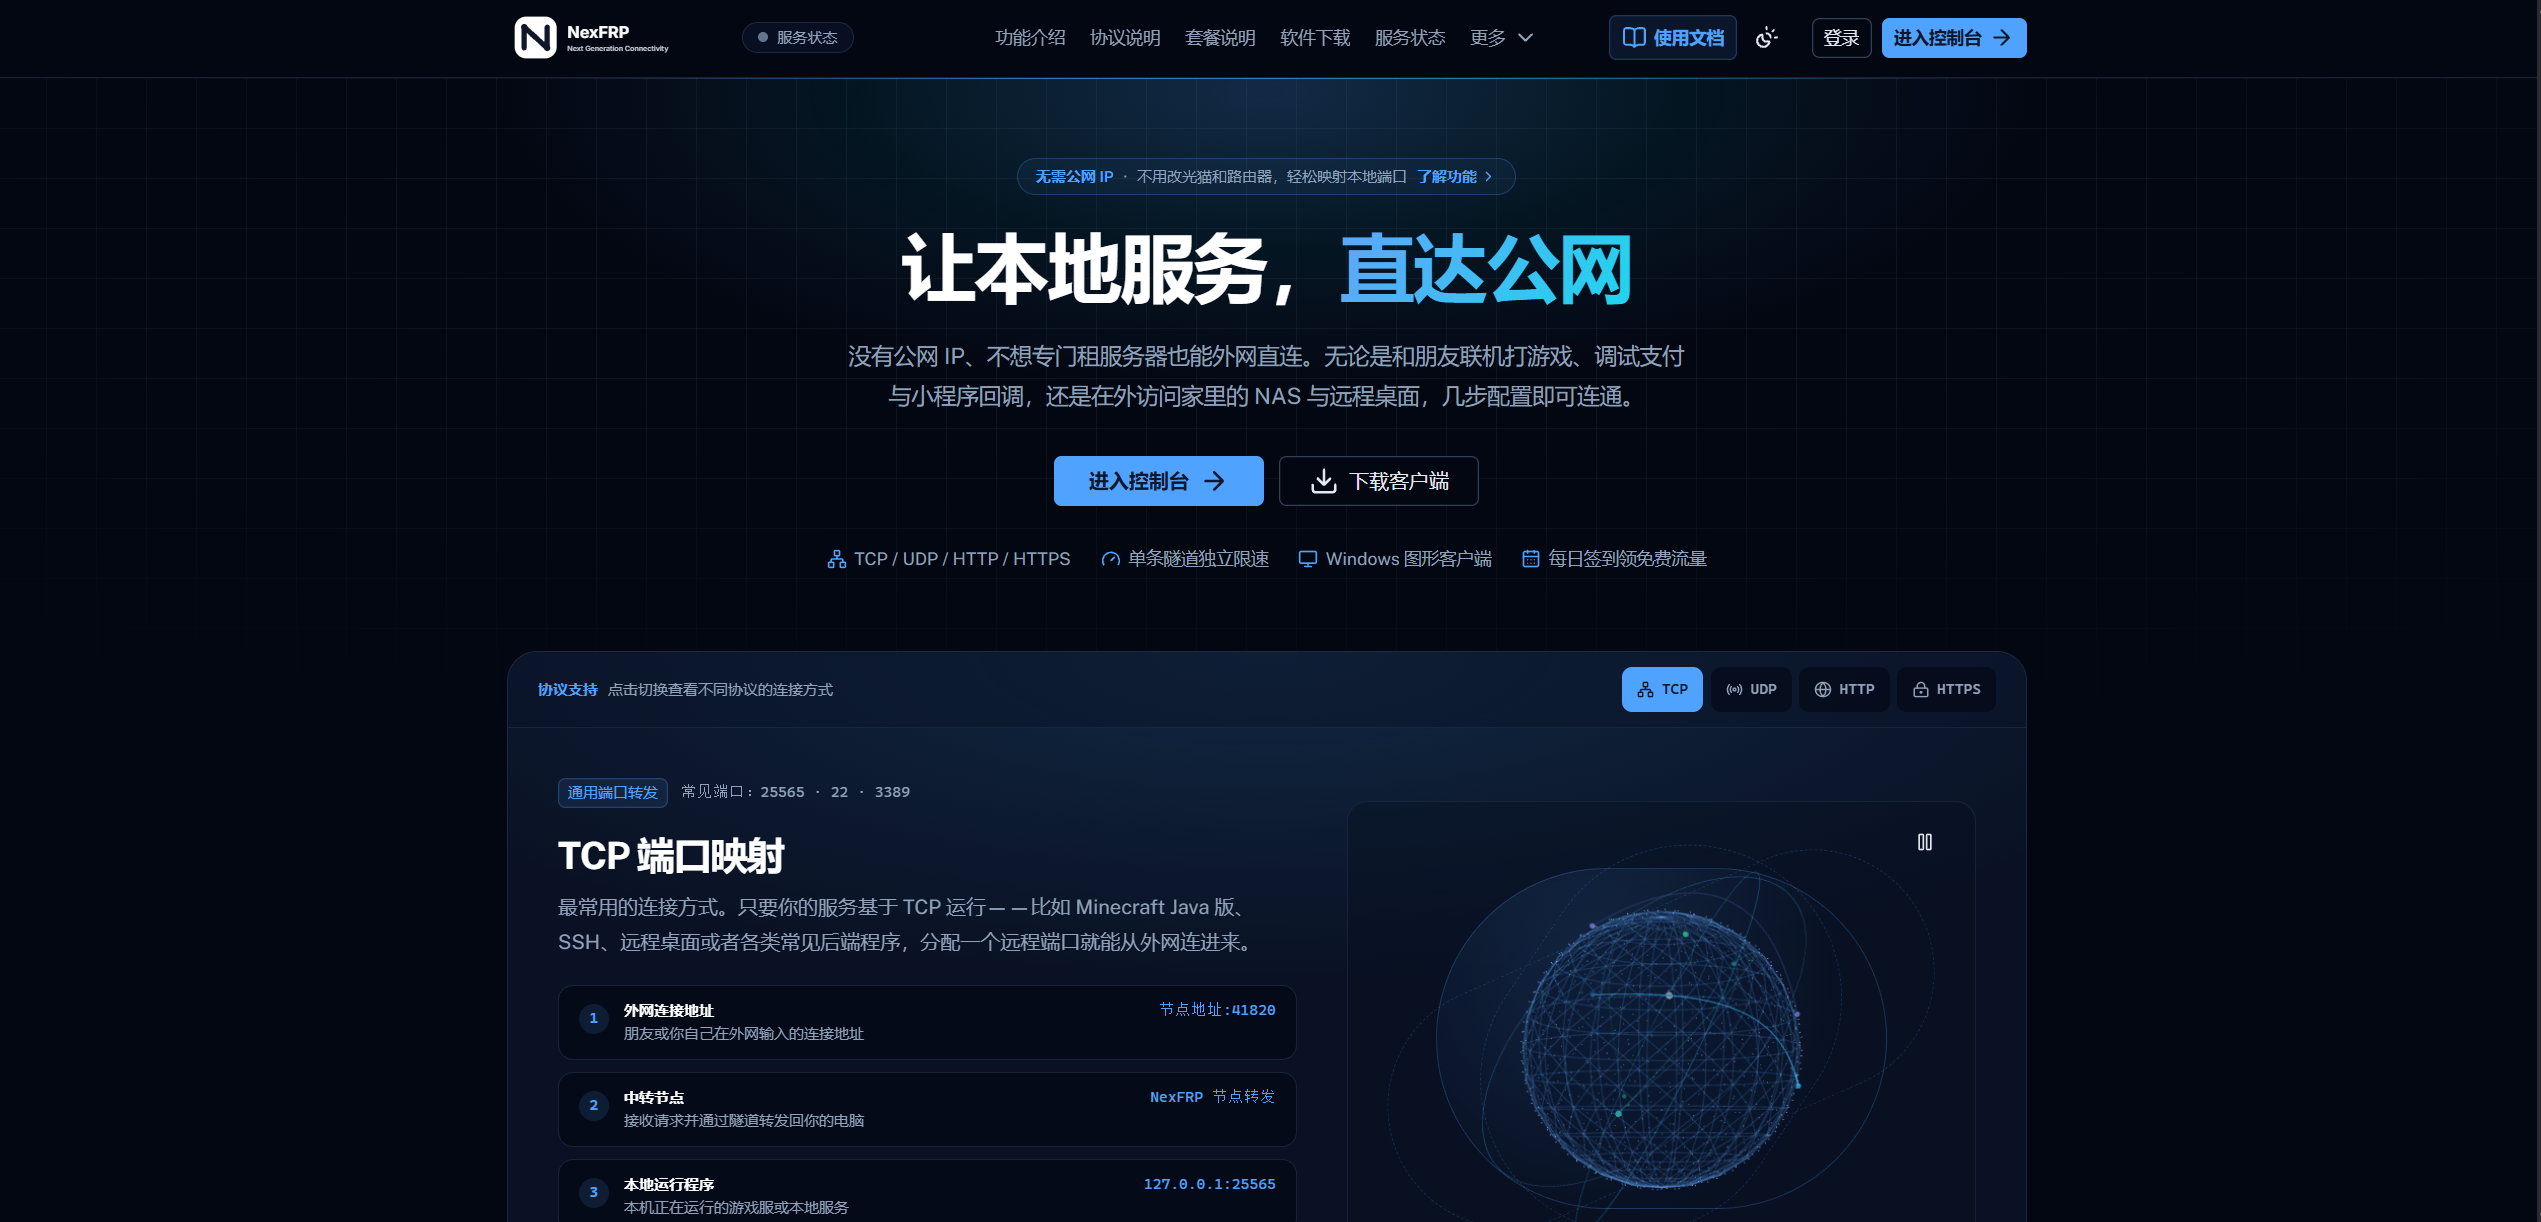 NexFRP
Next Generation Connectivity
服务状态
功能介绍 协议说明 套餐说明 软件下载 服务状态 更多
使用文档
登录
进入控制台
无需公网 IP · 不用改光猫和路由器，轻松映射本地端口 了解功能
让本地服务，直达公网
没有公网 IP、不想专门租服务器也能外网直连。无论是和朋友联机打游戏、调试支付
与小程序回调，还是在外访问家里的 NAS 与远程桌面，几步配置即可连通。
进入控制台
下载客户端
TCP / UDP / HTTP / HTTPS 单条隧道独立限速 Windows 图形客户端 每日签到领免费流量
协议支持 点击切换查看不同协议的连接方式
TCP UDP HTTP HTTPS
通用端口转发 常见端口: 25565 · 22 · 3389
TCP 端口映射
最常用的连接方式。只要你的服务基于 TCP 运行——比如 Minecraft Java 版、
SSH、远程桌面或者各类常见后端程序，分配一个远程端口就能从外网连进来。
1 外网连接地址 节点地址:41820
朋友或你自己在外网输入的连接地址
2 中转节点 NexFRP 节点转发
接收请求并通过隧道转发回你的电脑
3 本地运行程序 127.0.0.1:25565
本机正在运行的游戏服或本地服务